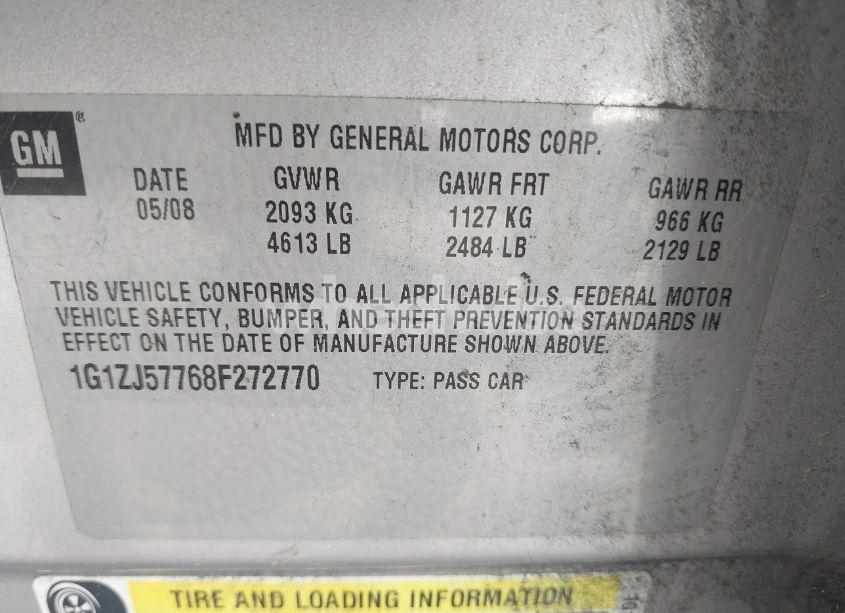 GM
MFD BY GENERAL MOTORS CORP.
DATE GVWR GAWR FRT GAWR RR
05/08 2093 KG 1127 KG 966 KG
4613 LB 2484 LB 2129 LB
THIS VEHICLE CONFORMS TO ALL APPLICABLE U.S. FEDERAL MOTOR
VEHICLE SAFETY, BUMPER, AND THEFT PREVENTION STANDARDS IN
EFFECT ON THE DATE OF MANUFACTURE SHOWN ABOVE.
1G1ZJ57768F272770 TYPE: PASS CAR
TIRE AND LOADING INFORMATION